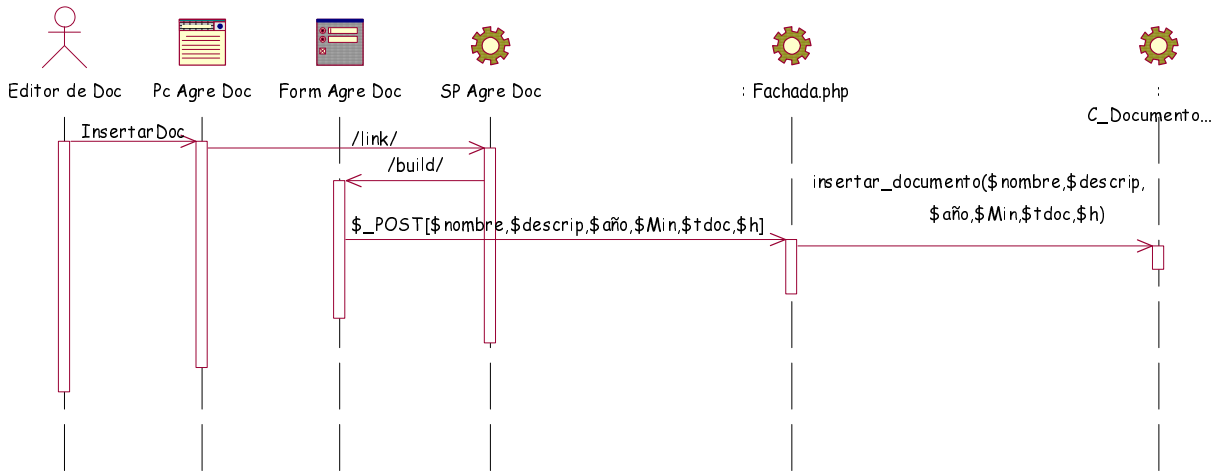 Editor de Doc
Pc Agre Doc
Form Agre Doc
SP Agre Doc
: Fachada.php
:
C_Documento...
InsertarDoc
/link/
/build/
insertar_documento($nombre,$descrip,
$año,$Min,$tdoc,$h)
$_POST[$nombre,$descrip,$año,$Min,$tdoc,$h]